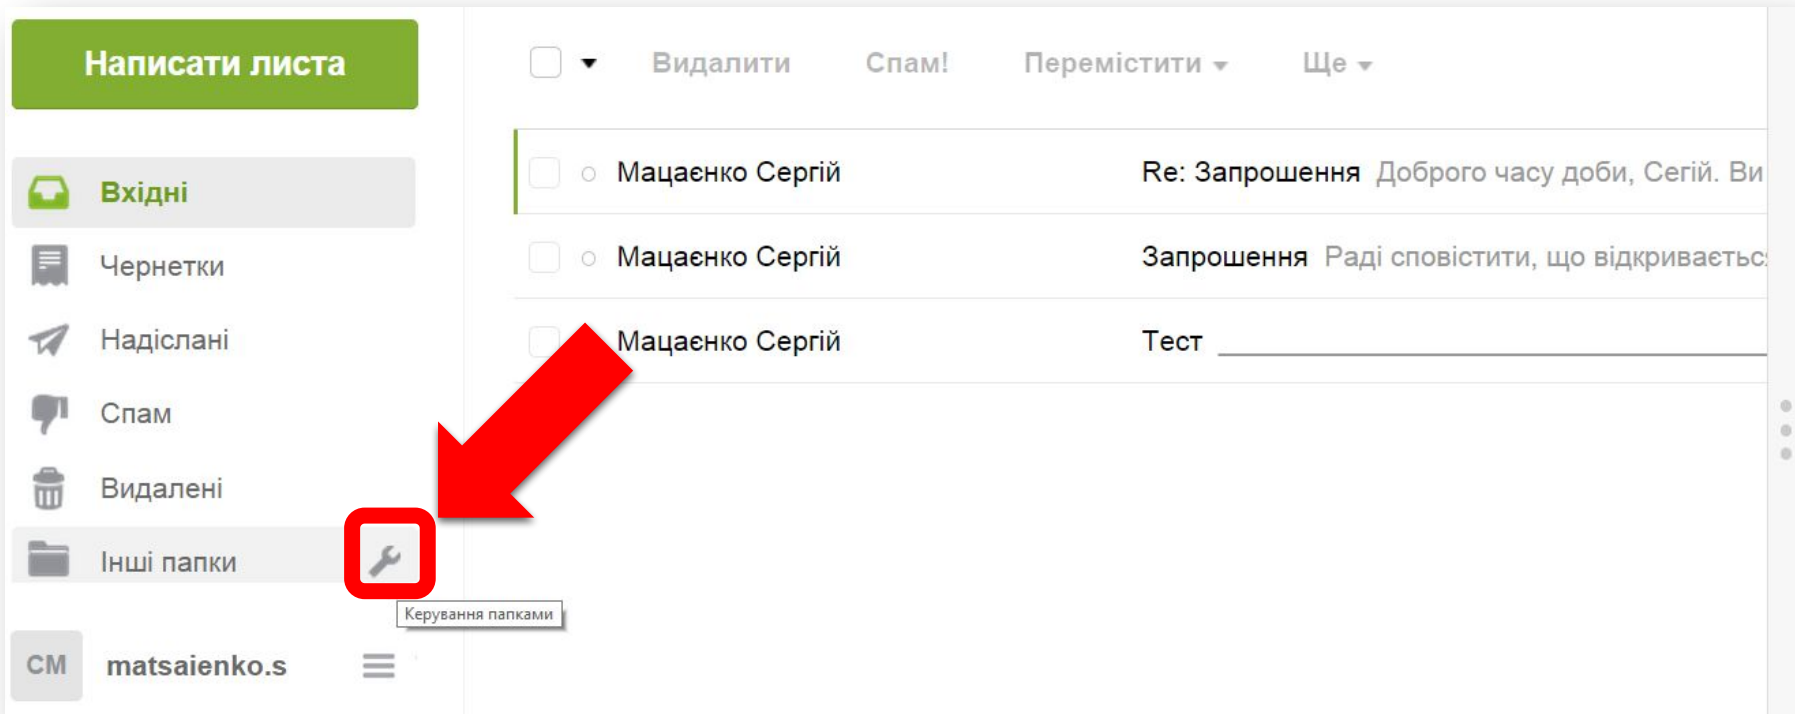 Написати листа
Видалити Спам! Перемістити Ще
Вхідні
Чернетки
Надіслані
Спам
Видалені
Інші папки
Керування папками
СМ matsaienko.s
Мацаєнко Сергій Re: Запрошення Доброго часу доби, Сегій. Ви
Мацаєнко Сергій Запрошення Раді сповістити, що відкриваєтьс
Мацаєнко Сергій Тест